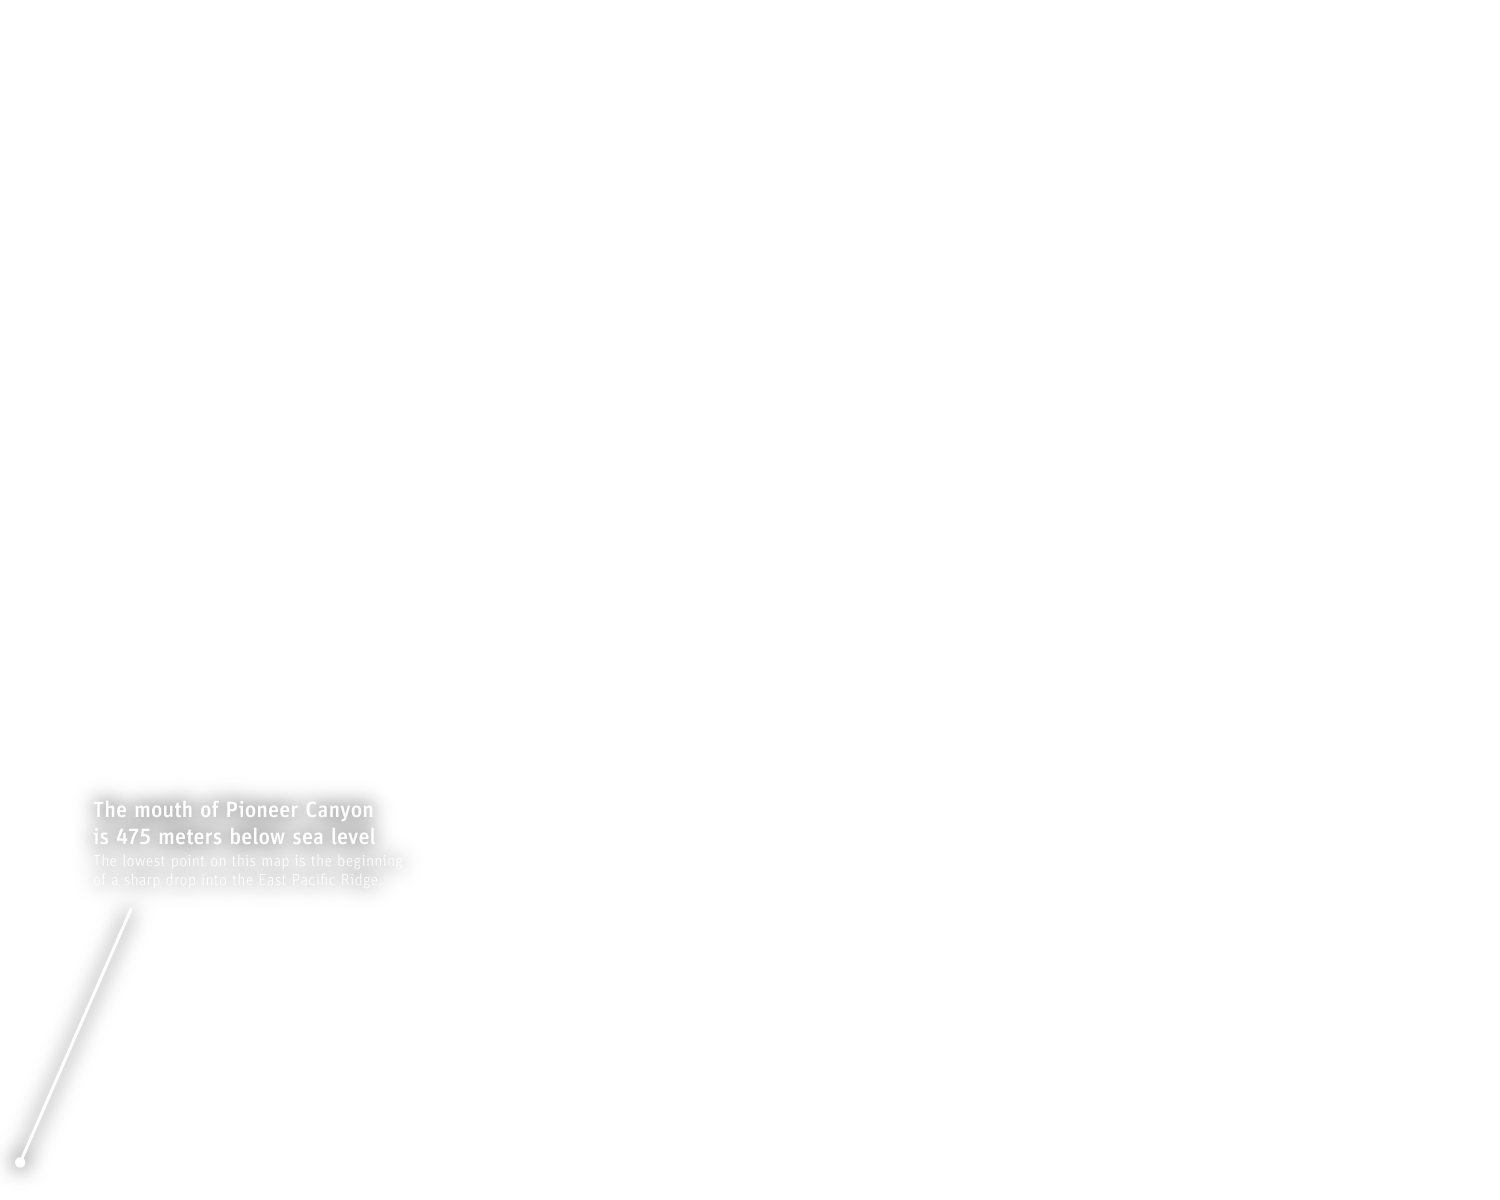 The mouth of Pioneer Canyon
is 475 meters below sea level
The lowest point on this map is the beginning
of a sharp drop into the East Pacific Ridge.